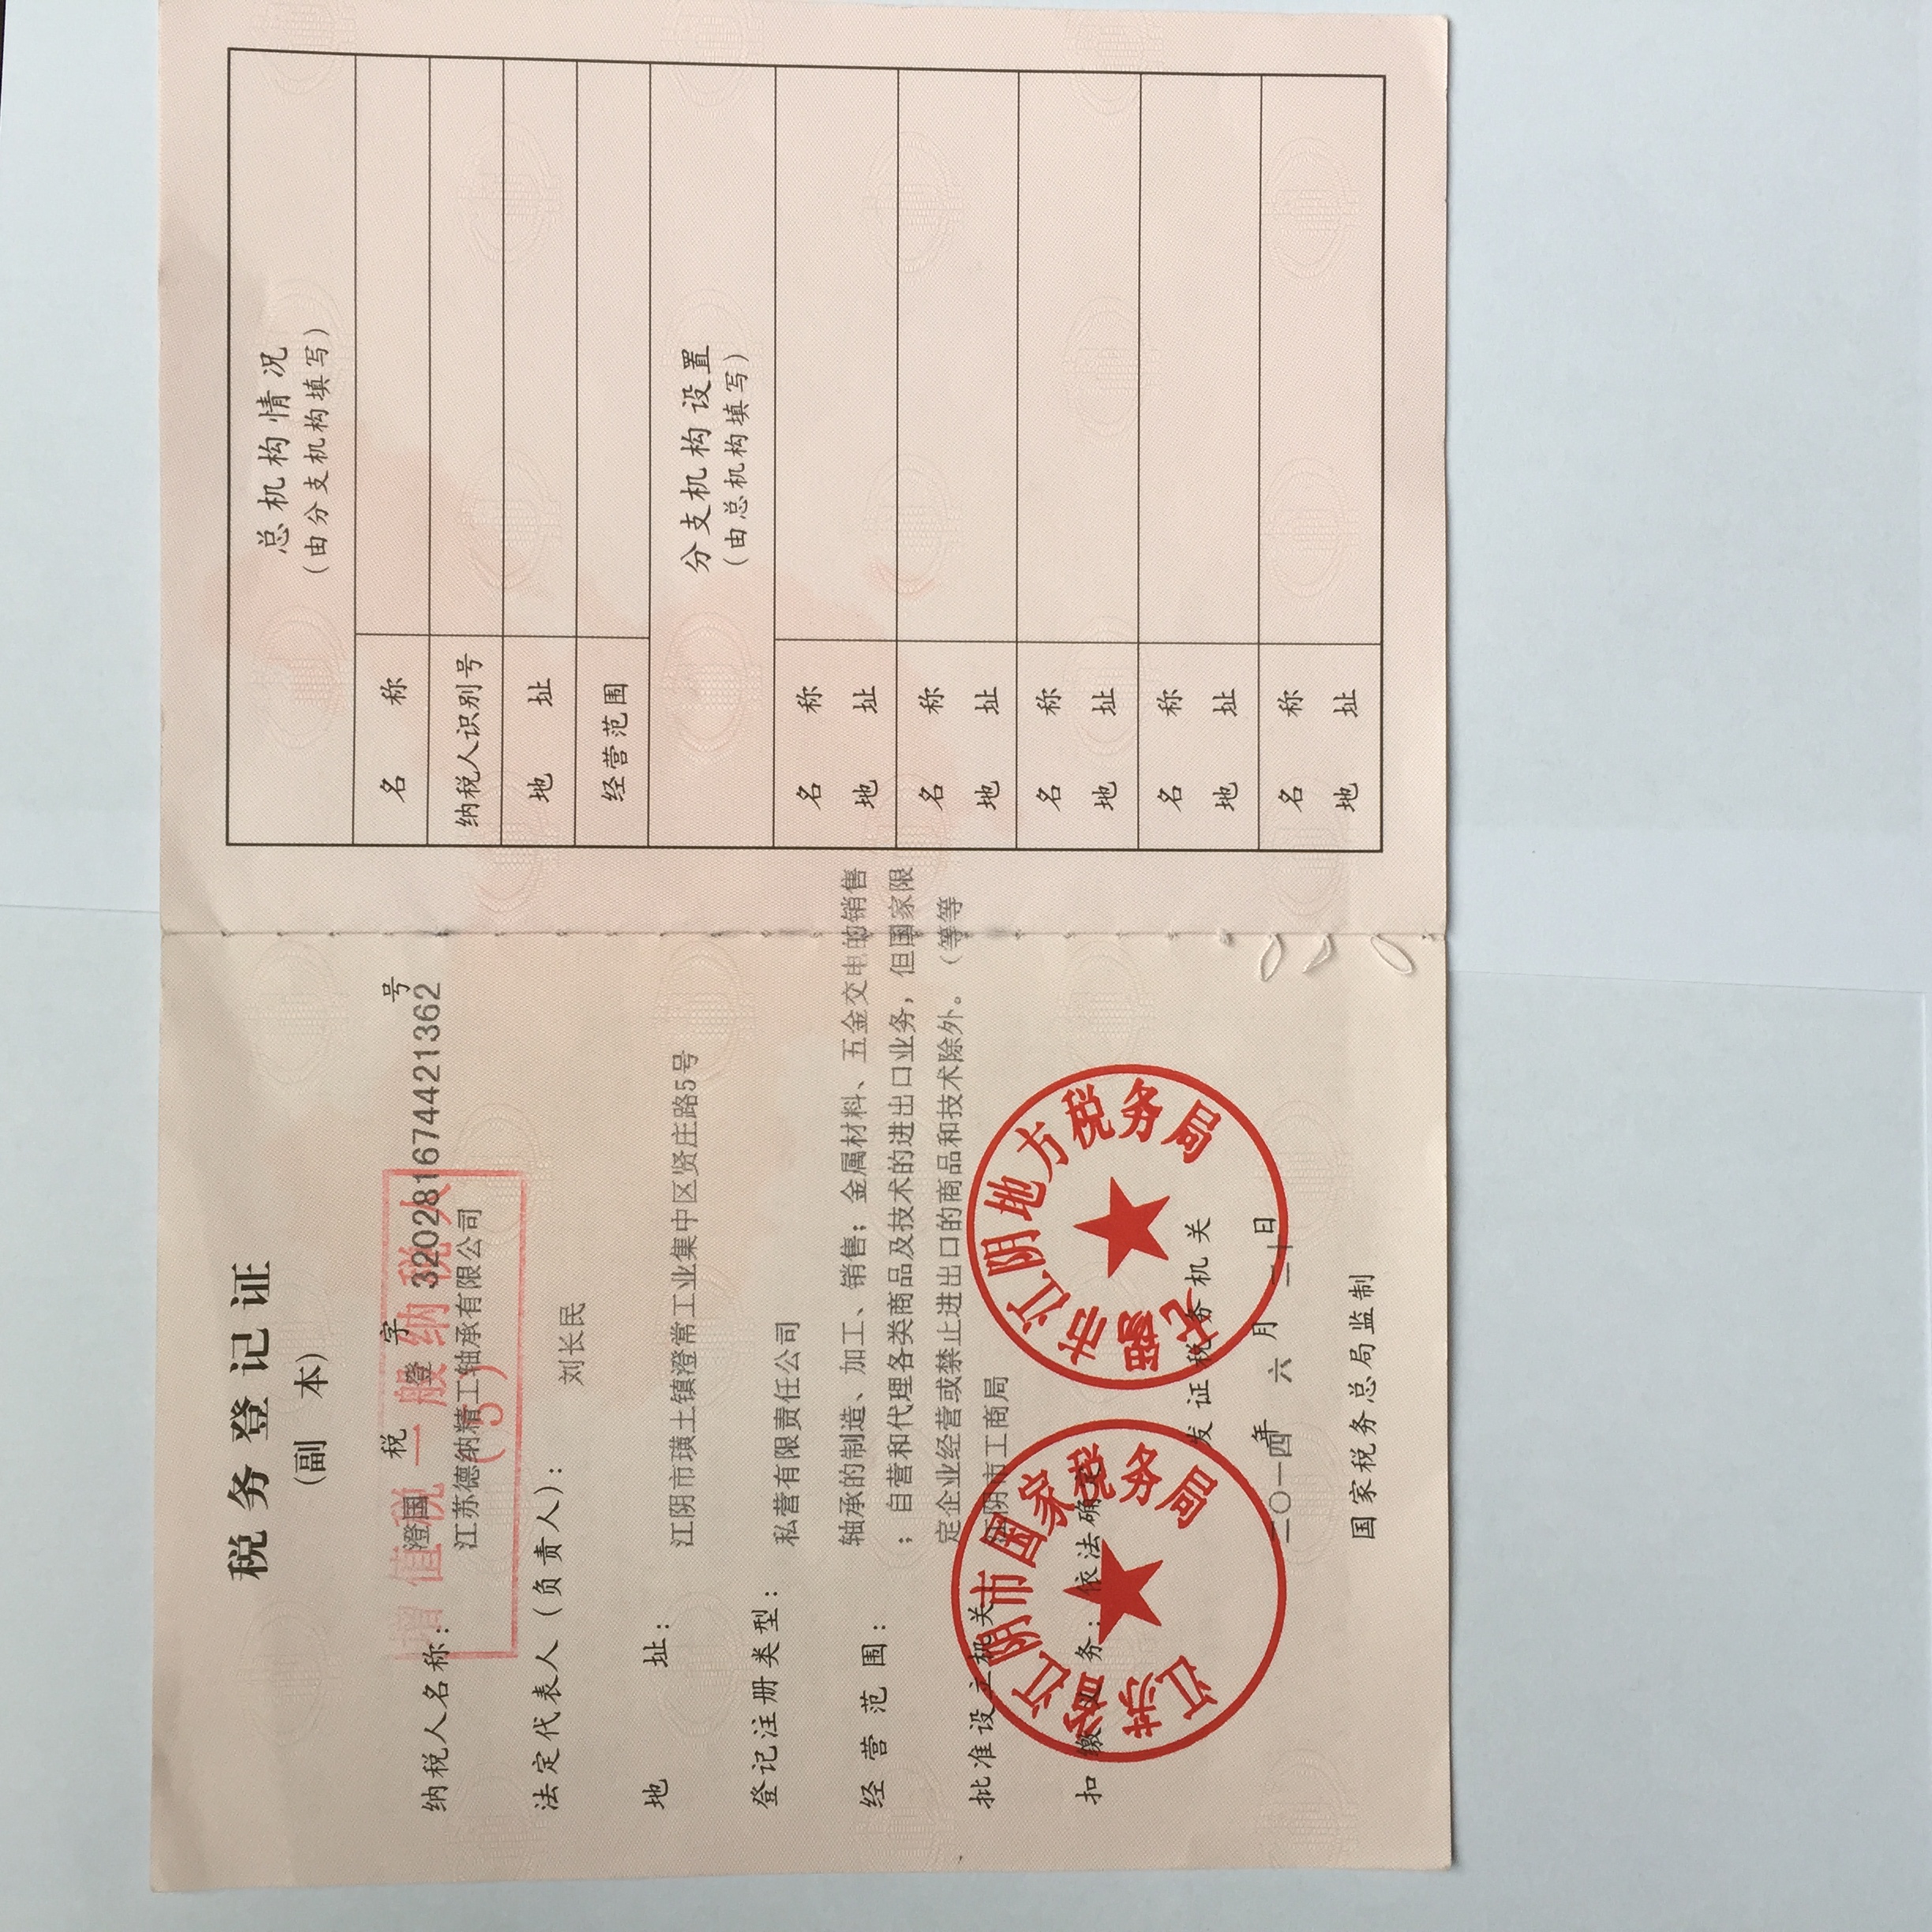 税务登记证
(副 本)
税 字 号
澄国 澄 320281674421362
增值税一般纳税人
(5)
纳税人名称：江苏德纳精工轴承有限公司
法定代表人（负责人）：刘长民
地 址：江阴市璜土镇澄常工业集中区贤庄路5号
登记注册类型：私营有限责任公司
经营范围：轴承的制造、加工、销售；金属材料、五金交电的销售
；自营和代理各类商品及技术的进出口业务，但国家限
定企业经营或禁止进出口的商品和技术除外。（等等
批准设立机关 江阴市工商局
扣缴义务：依法确定
江阴市国家税务局
江阴地方税务局
发证税务机关
二〇一四年 六 月 二十日
国家税务总局监制
总机构情况
(由分支机构填写)
名 称
纳税人识别号
地 址
经营范围
分支机构设置
(由总机构填写)
名 称
地 址
名 称
地 址
名 称
地 址
名 称
地 址
名 称
地 址